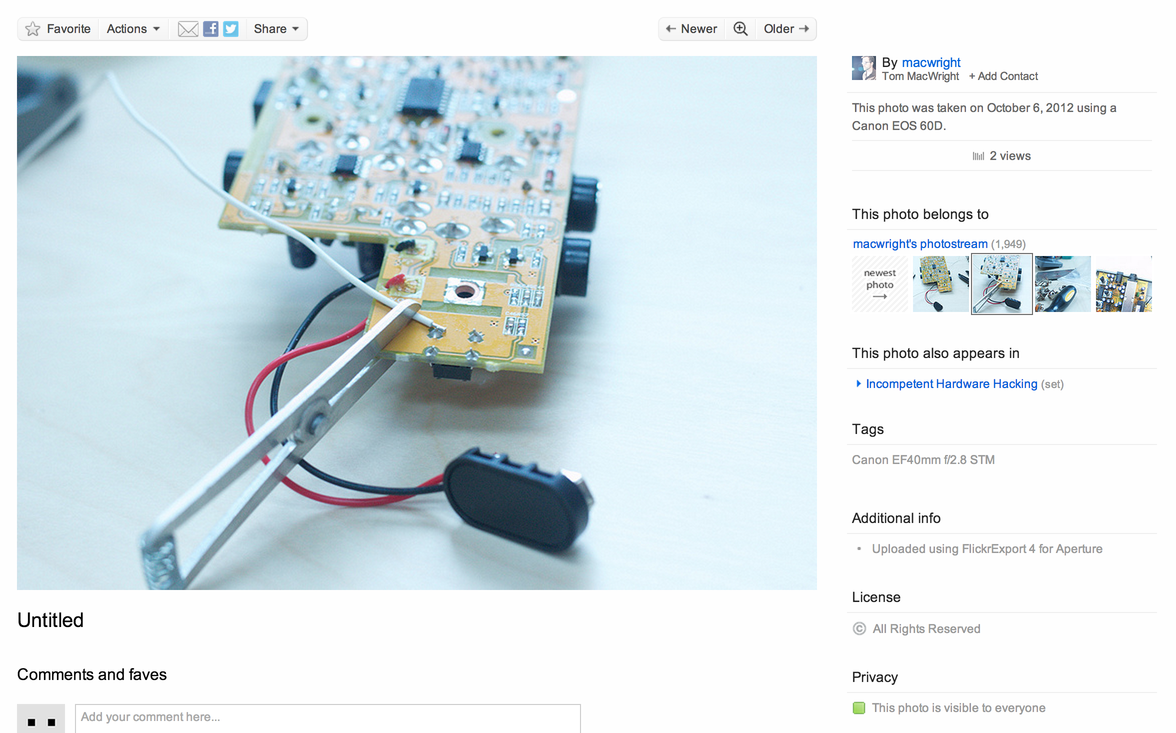 Favorite Actions Share
Newer Older
By macwright
Tom MacWright + Add Contact
This photo was taken on October 6, 2012 using a
Canon EOS 60D.
2 views
This photo belongs to
macwright's photostream (1,949)
newest
photo
This photo also appears in
Incompetent Hardware Hacking (set)
Tags
Canon EF40mm f/2.8 STM
Additional info
Uploaded using FlickrExport 4 for Aperture
License
© All Rights Reserved
Privacy
This photo is visible to everyone
Untitled
Comments and faves
Add your comment here...